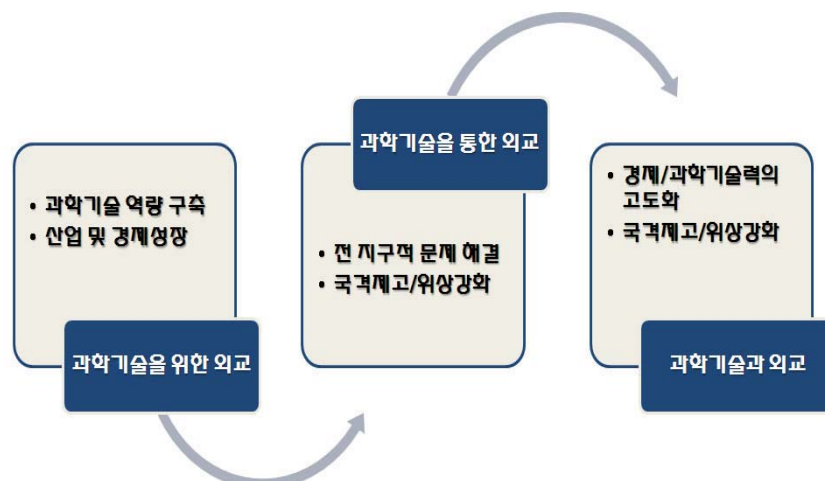 • 과학기술 역량 구축
• 산업 및 경제성장
과학기술을 위한 외교
과학기술을 통한 외교
• 전 지구적 문제 해결
• 국격제고/위상강화
• 경제/과학기술력의
고도화
• 국격제고/위상강화
과학기술과 외교